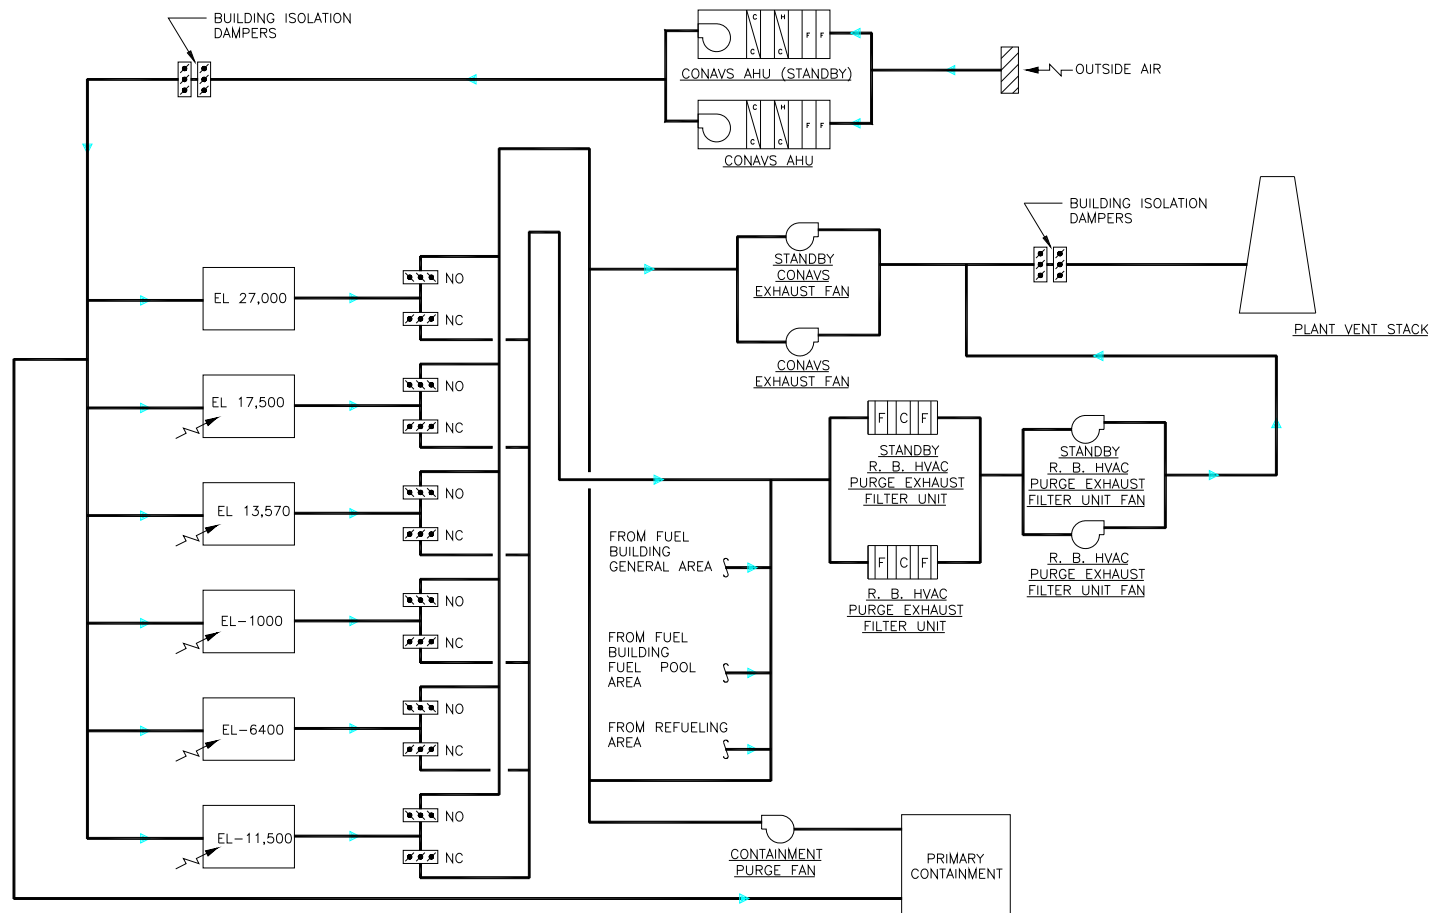 BUILDING ISOLATION
DAMPERS
C H
F F
C C
CONAVS AHU (STANDBY)
OUTSIDE AIR
C H
F F
C C
CONAVS AHU
BUILDING ISOLATION
DAMPERS
STANDBY
CONAVS
EXHAUST FAN
CONAVS
EXHAUST FAN
PLANT VENT STACK
EL 27,000
NO
NC
EL 17,500
NO
NC
EL 13,570
NO
NC
EL-1000
NO
NC
EL-6400
NO
NC
EL-11,500
NO
NC
F C F
STANDBY
R. B. HVAC
PURGE EXHAUST
FILTER UNIT
F C F
R. B. HVAC
PURGE EXHAUST
FILTER UNIT
STANDBY
R. B. HVAC
PURGE EXHAUST
FILTER UNIT FAN
R. B. HVAC
PURGE EXHAUST
FILTER UNIT FAN
FROM FUEL
BUILDING
GENERAL AREA
FROM FUEL
BUILDING
FUEL POOL
AREA
FROM REFUELING
AREA
CONTAINMENT
PURGE FAN
PRIMARY
CONTAINMENT